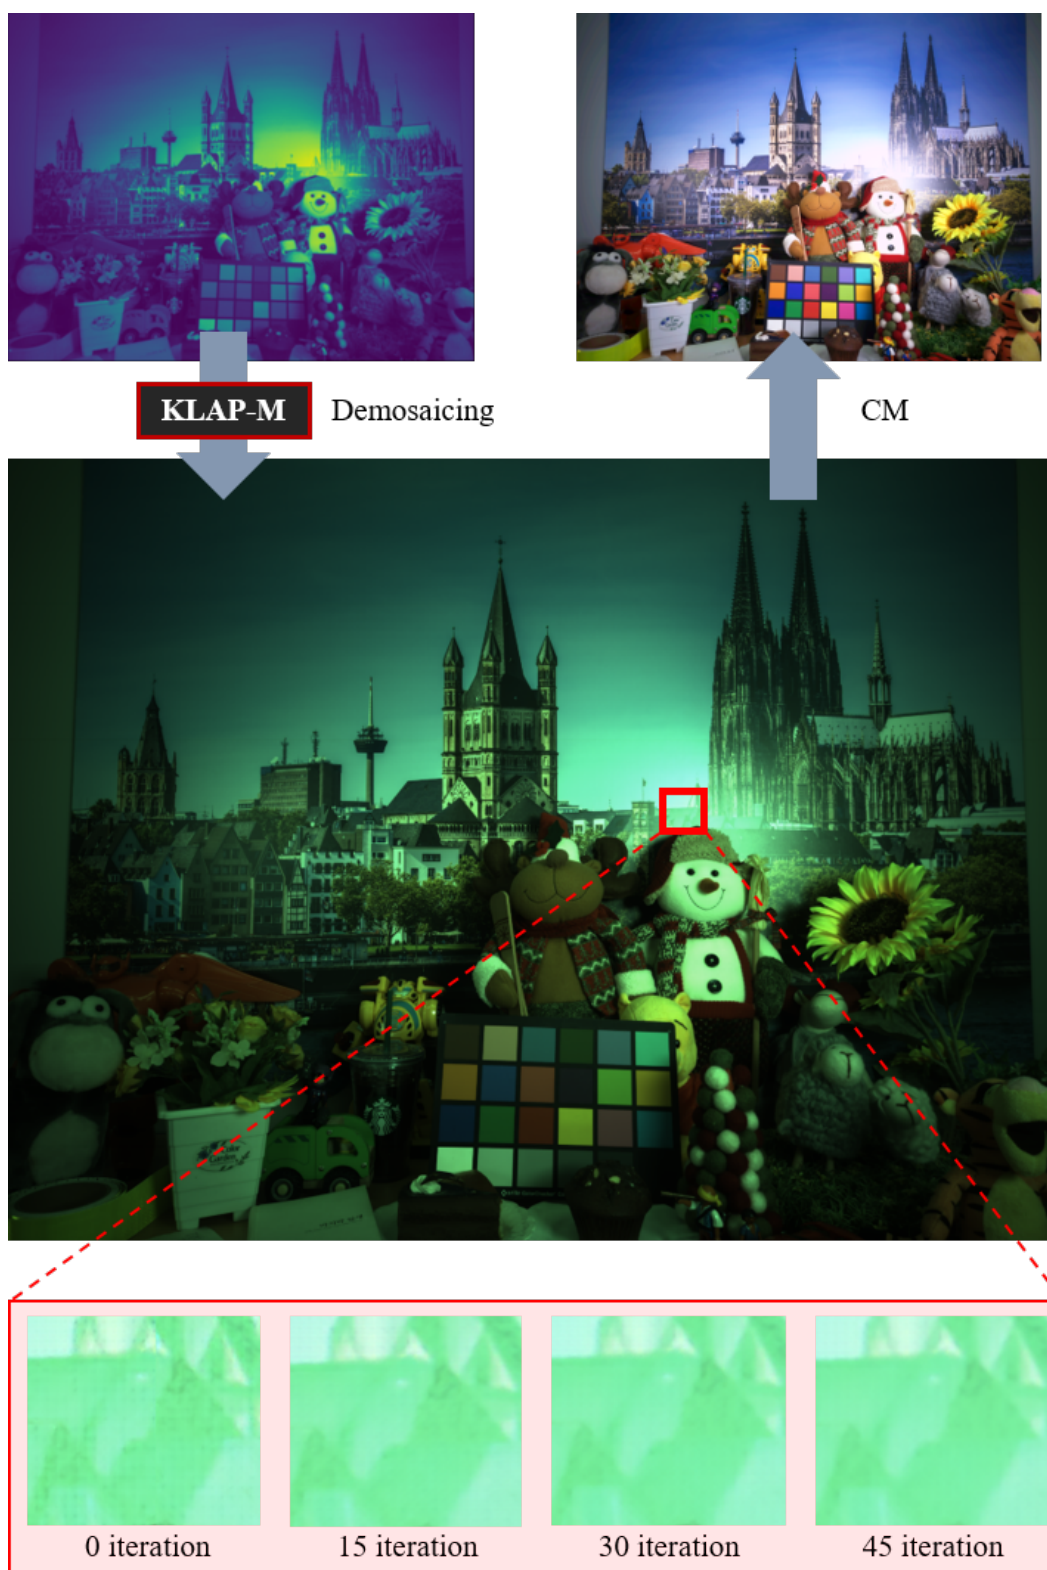 KLAP-M
Demosaicing
CM
0 iteration
15 iteration
30 iteration
45 iteration